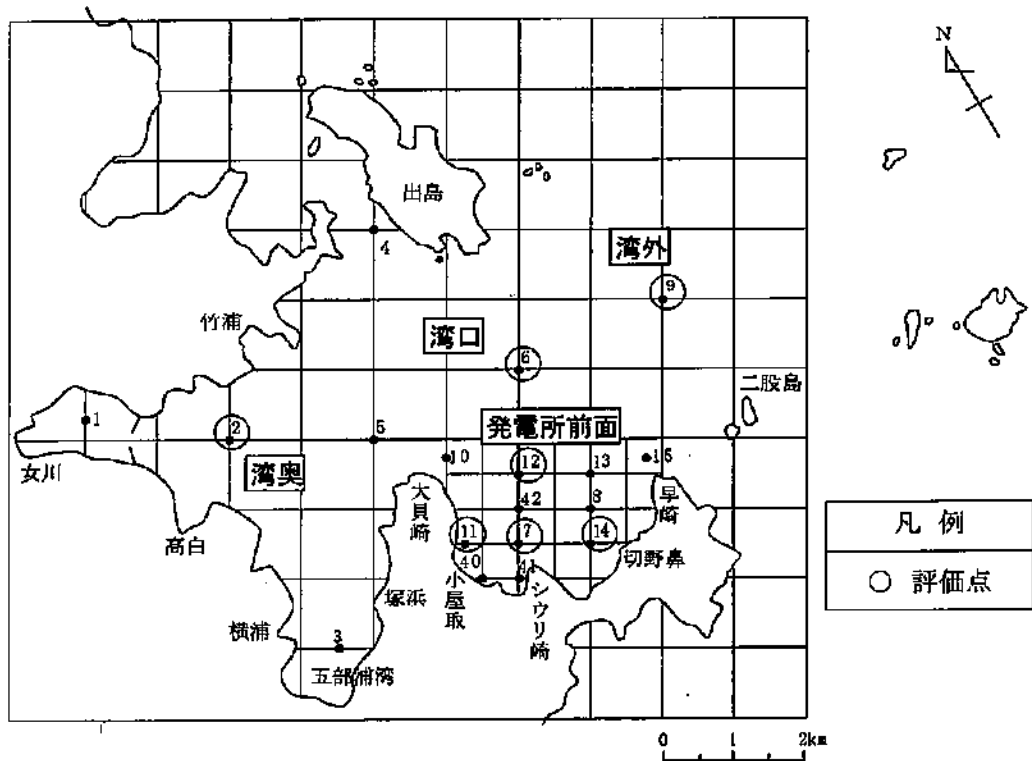 N
出島
4
湾外
9
竹浦
湾口
6
二股島
1
2
5
発電所前面
女川
湾奥
10
12
13
15
大貝崎
42
8
早崎
高白
11
7
14
切野鼻
40
41
塚浜
小屋取
シウリ崎
横浦
3
五部浦湾
凡例
○ 評価点
0 1 2km